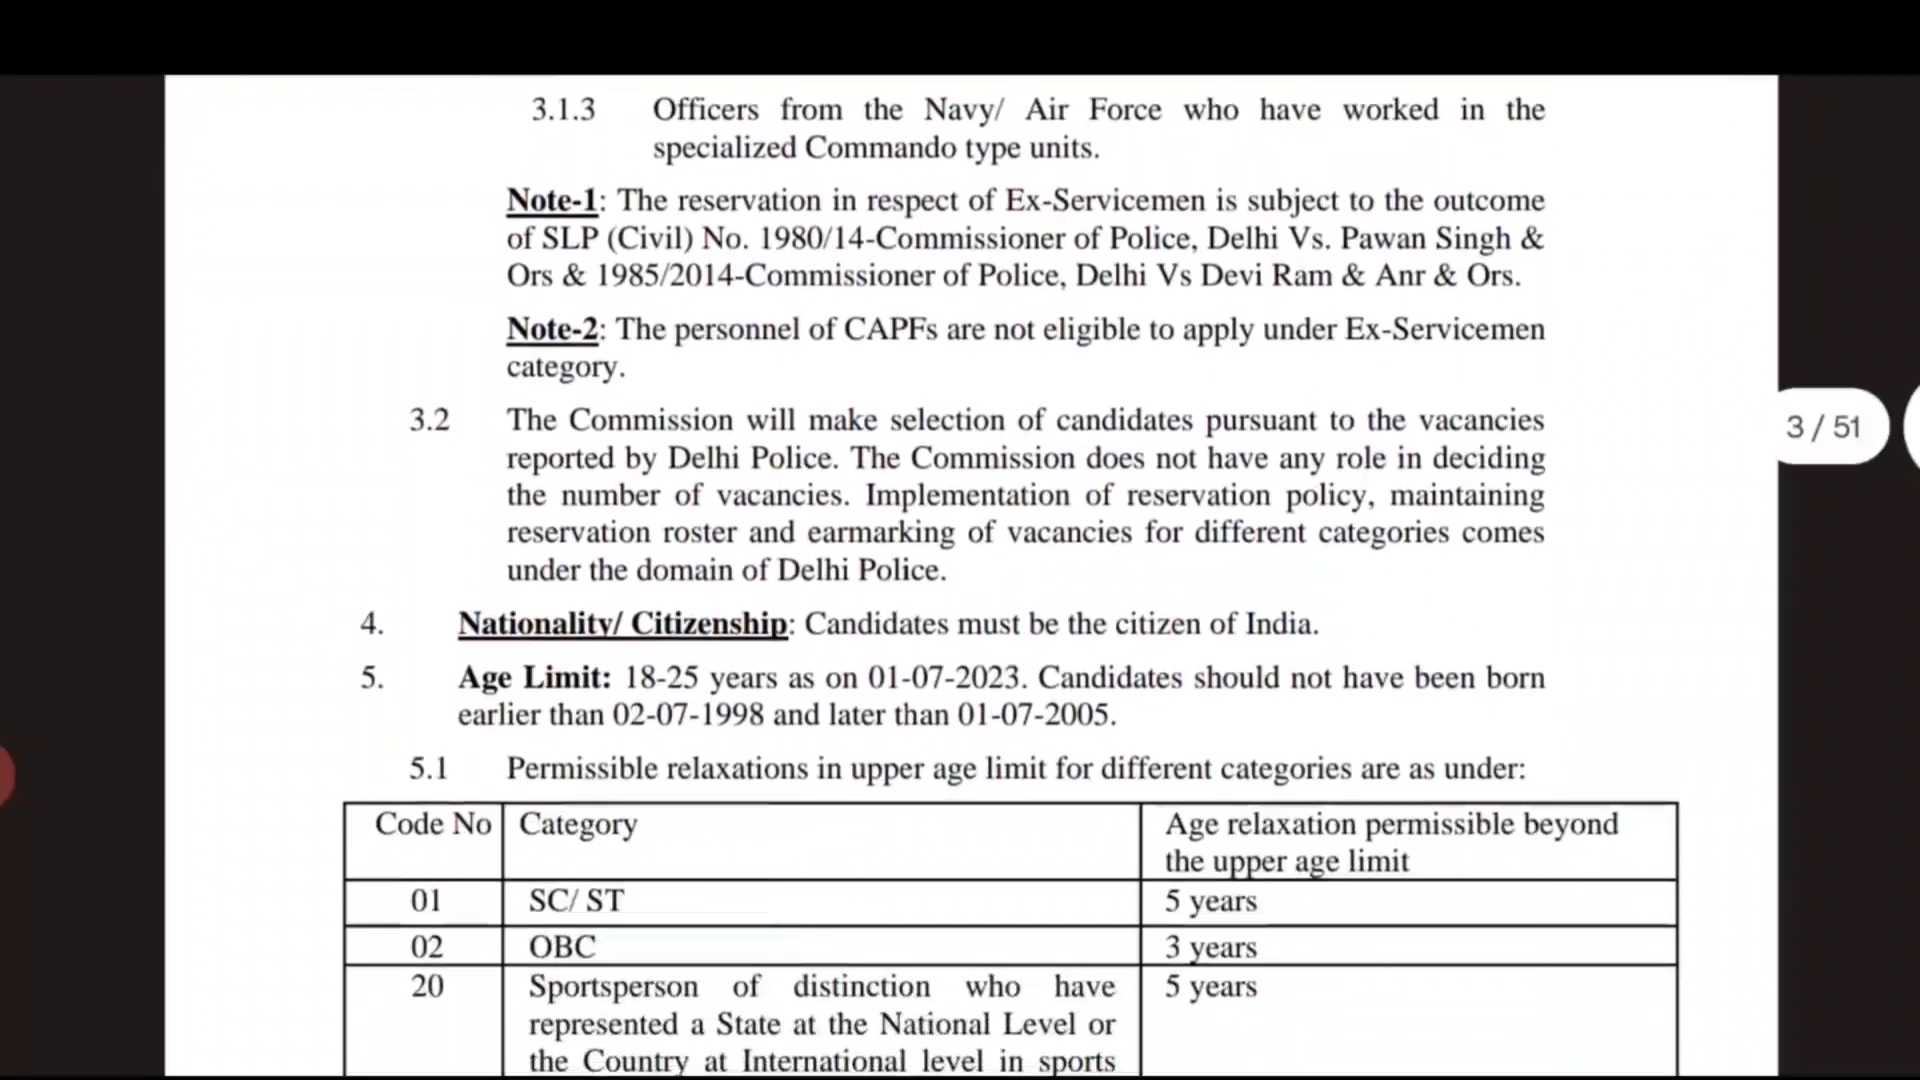 3.1.3 Officers from the Navy/ Air Force who have worked in the
specialized Commando type units.
Note-1: The reservation in respect of Ex-Servicemen is subject to the outcome
of SLP (Civil) No. 1980/14-Commissioner of Police, Delhi Vs. Pawan Singh &
Ors & 1985/2014-Commissioner of Police, Delhi Vs Devi Ram & Anr & Ors.
Note-2: The personnel of CAPFs are not eligible to apply under Ex-Servicemen
category.
3.2 The Commission will make selection of candidates pursuant to the vacancies
3 / 51
reported by Delhi Police. The Commission does not have any role in deciding
the number of vacancies. Implementation of reservation policy, maintaining
reservation roster and earmarking of vacancies for different categories comes
under the domain of Delhi Police.
4. Nationality/ Citizenship: Candidates must be the citizen of India.
5. Age Limit: 18-25 years as on 01-07-2023. Candidates should not have been born
earlier than 02-07-1998 and later than 01-07-2005.
5.1 Permissible relaxations in upper age limit for different categories are as under:
Code No Category Age relaxation permissible beyond
the upper age limit
01 SC/ ST 5 years
02 OBC 3 years
20 Sportsperson of distinction who have 5 years
represented a State at the National Level or
the Country at International level in sports